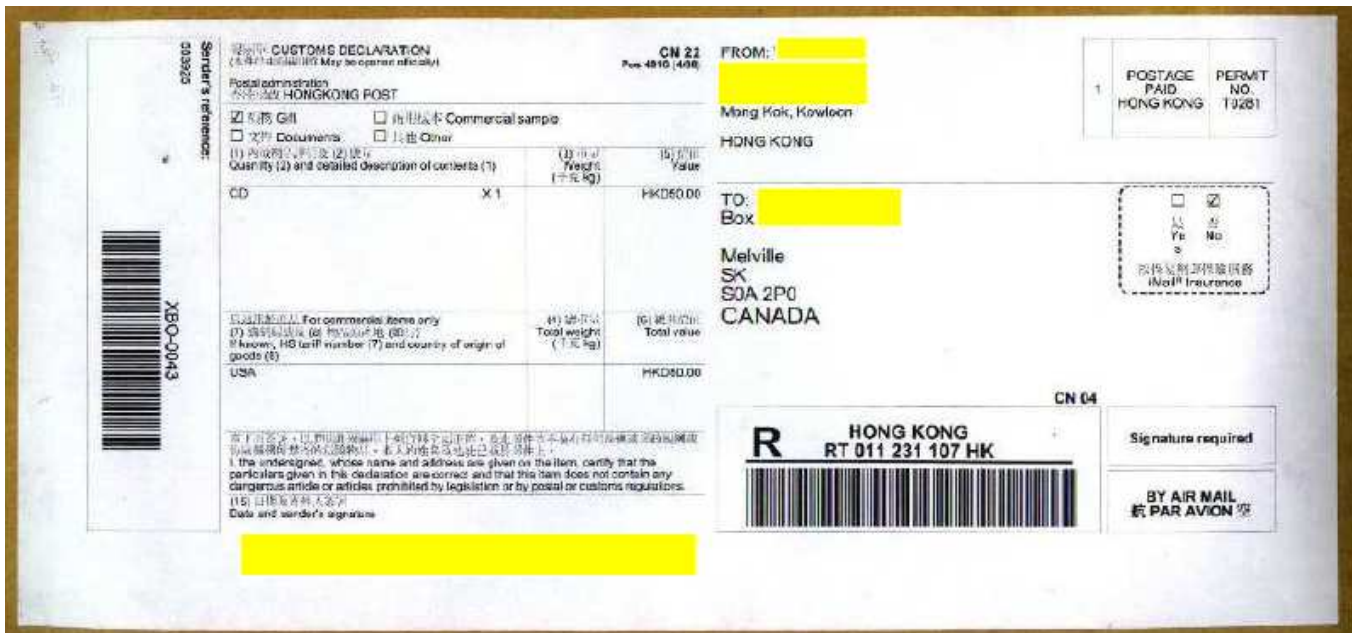 Sender's reference:
XBO-0043
CUSTOMS DECLARATION
May be opened officially
CN 22
Postal administration
HONGKONG POST
☑ Gift ☐ Commercial sample
☐ Documents ☐ Other
Quantity (2) and detailed description of contents (1)
Weight
kg)
Value
CD X 1
For commercial items only
If known, HS tariff number (7) and country of origin of
goods (8)
Total weight
kg)
Total value
USA
I, the undersigned, whose name and address are given on the item, certify that the
particulars given in this declaration are correct and that this item does not contain any
dangerous article or articles prohibited by legislation or by postal or customs regulations.
Date and sender's signature
FROM:
Mong Kok, Kowloon
HONG KONG
1
POSTAGE
PAID
HONG KONG
PERMIT
NO.
T0281
TO:
Box
Melville
SK
S0A 2P0
CANADA
☐ ☑
Ye No
s
iMail Insurance
CN 04
R
HONG KONG
RT 011 231 107 HK
Signature required
BY AIR MAIL
航 PAR AVION 空